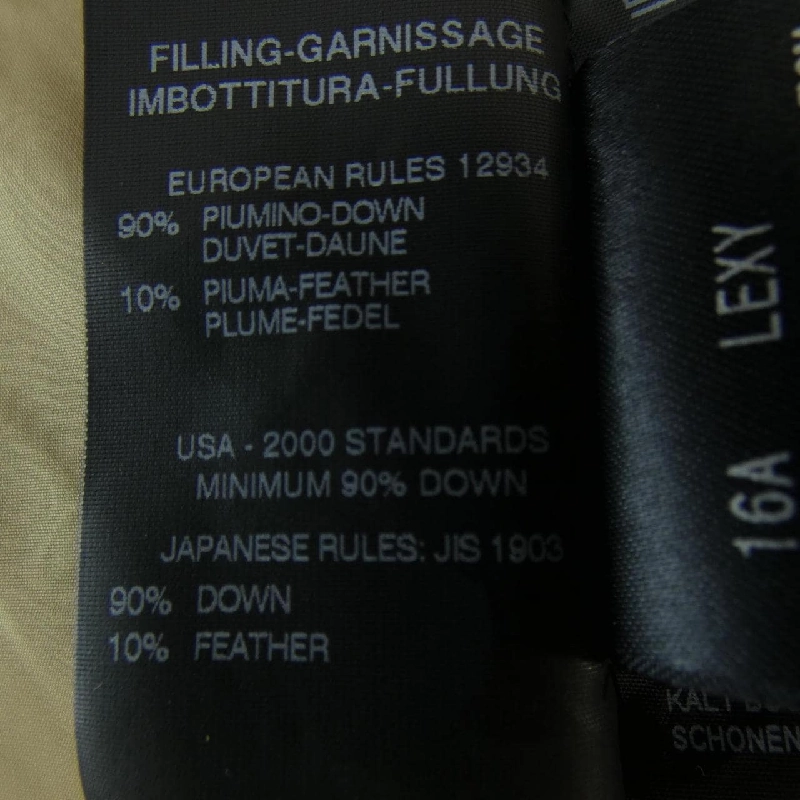 FILLING-GARNISSAGE
IMBOTTITURA-FULLUNG
EUROPEAN RULES 12934
90% PIUMINO-DOWN
DUVET-DAUNE
10% PIUMA-FEATHER
PLUME-FEDEL
USA - 2000 STANDARDS
MINIMUM 90% DOWN
JAPANESE RULES: JIS 1903
90% DOWN
10% FEATHER
16A LEXY
KALT
SCHONEN